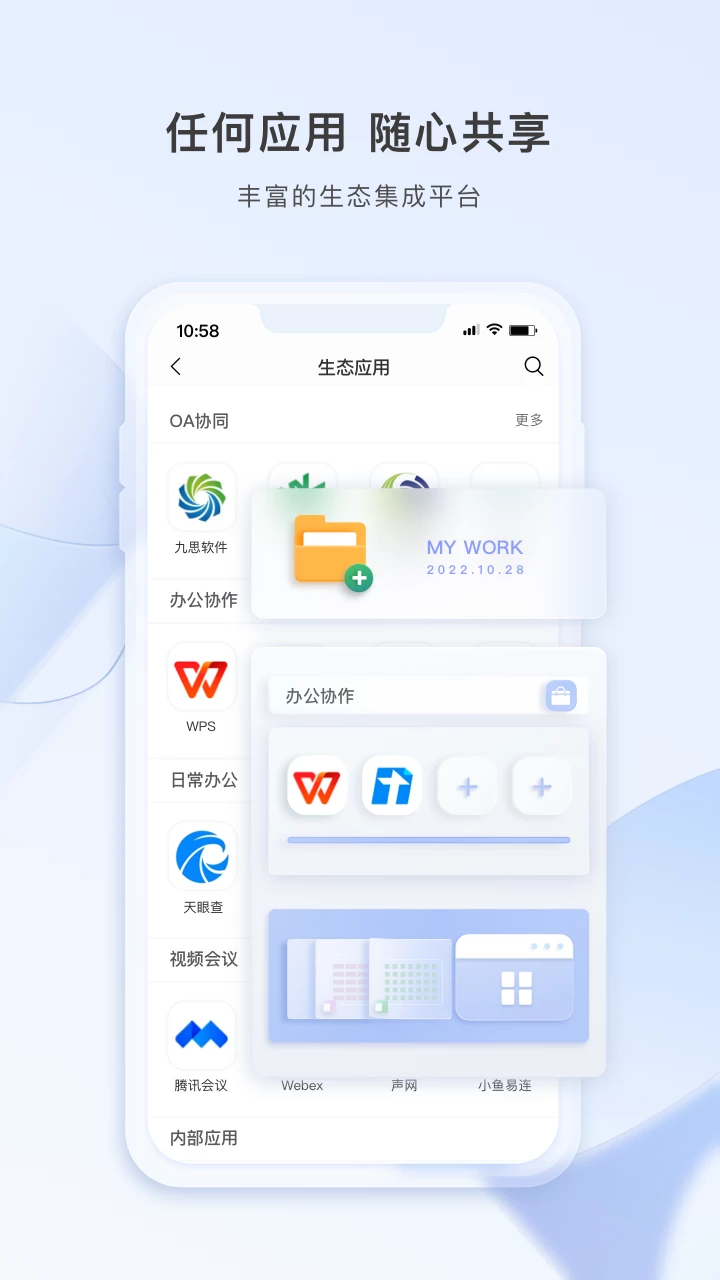 任何应用 随心共享
丰富的生态集成平台
10:58
生态应用
OA协同
更多
九思软件
MY WORK
2022.10.28
办公协作
WPS
办公协作
日常办公
天眼查
视频会议
腾讯会议
Webex
声网
小鱼易连
内部应用